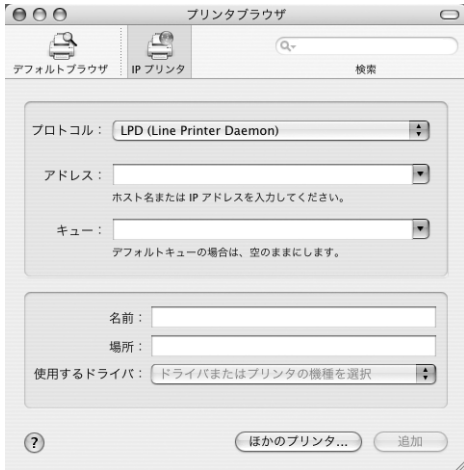 プリンタブラウザ
デフォルトブラウザ
IP プリンタ
検索
プロトコル：
LPD (Line Printer Daemon)
アドレス：
ホスト名または IP アドレスを入力してください。
キュー：
デフォルトキューの場合は、空のままにします。
名前：
場所：
使用するドライバ：
ドライバまたはプリンタの機種を選択
?
ほかのプリンタ...
追加